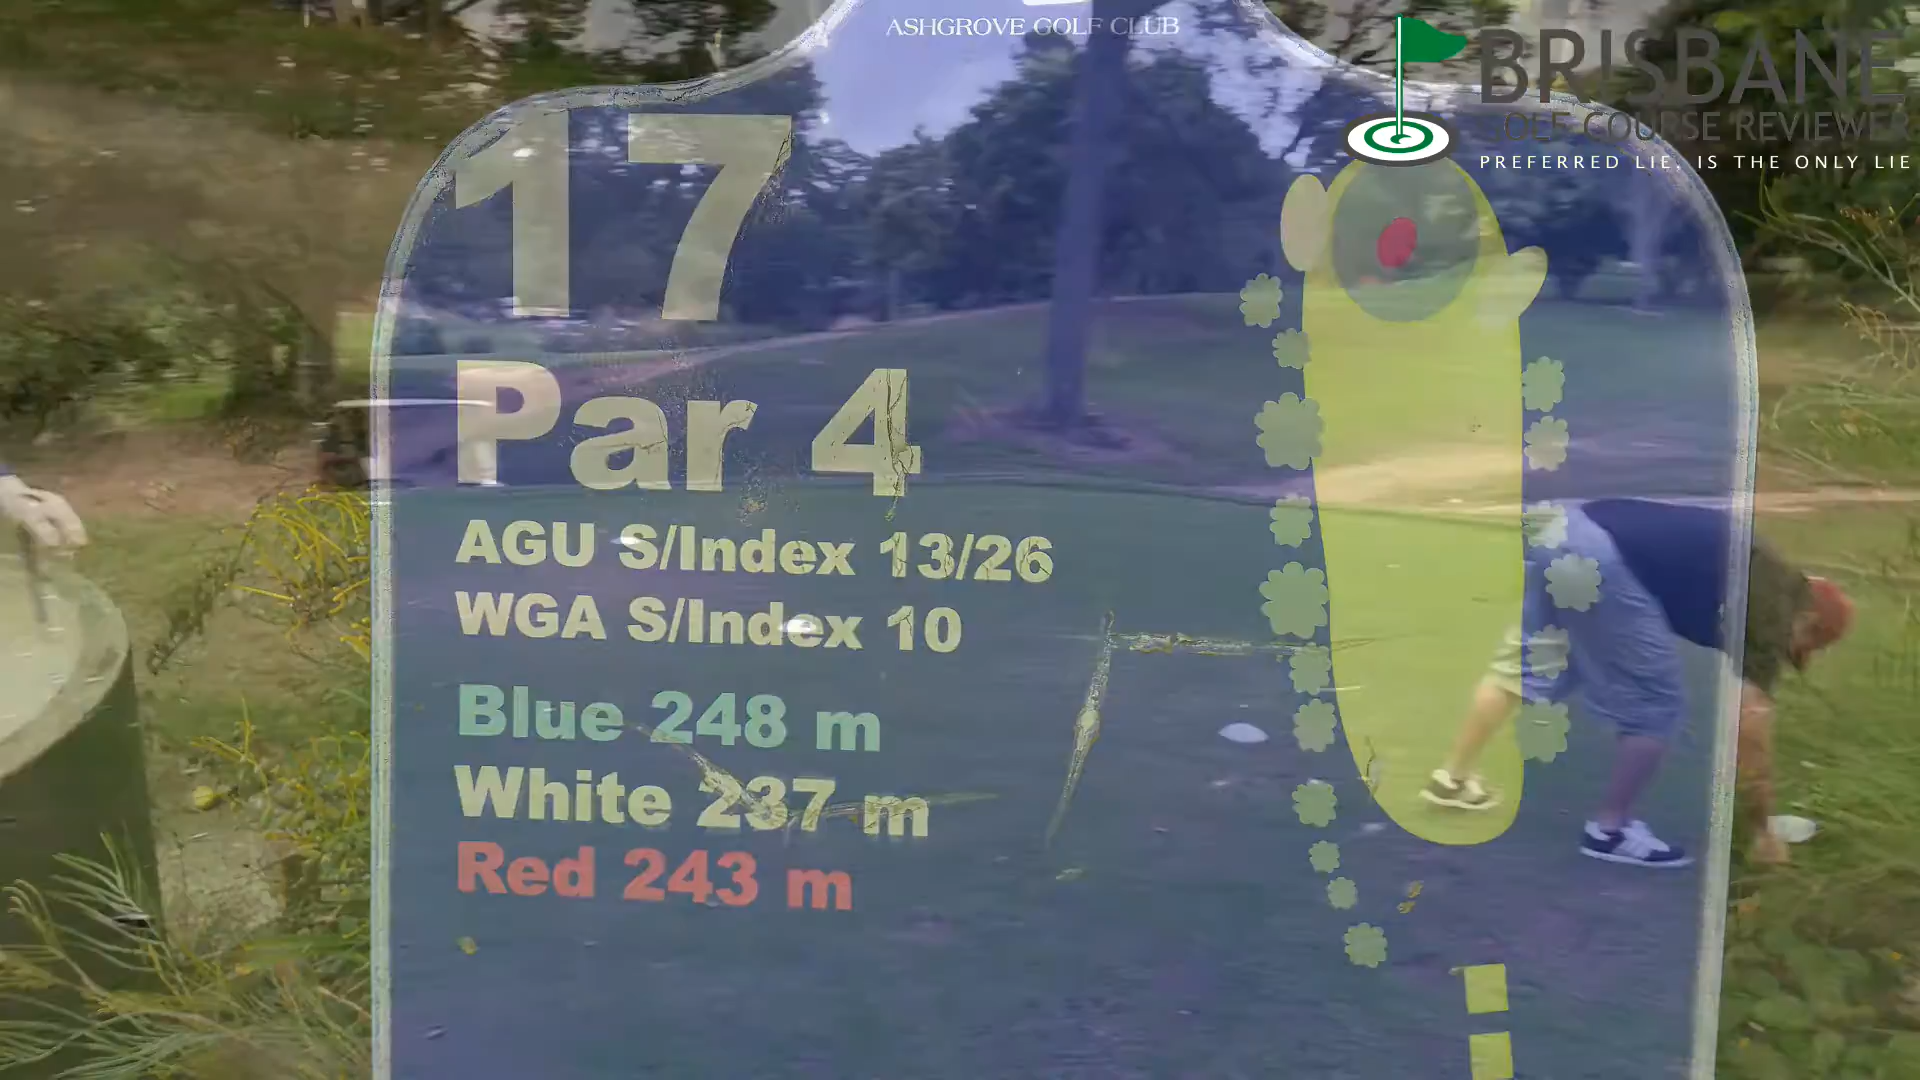 ASHGROVE GOLF CLUB
BRISBANE
GOLF COURSE REVIEWER
PREFERRED LIE, IS THE ONLY LIE
17
Par 4
AGU S/Index 13/26
WGA S/Index 10
Blue 248 m
White 237 m
Red 243 m